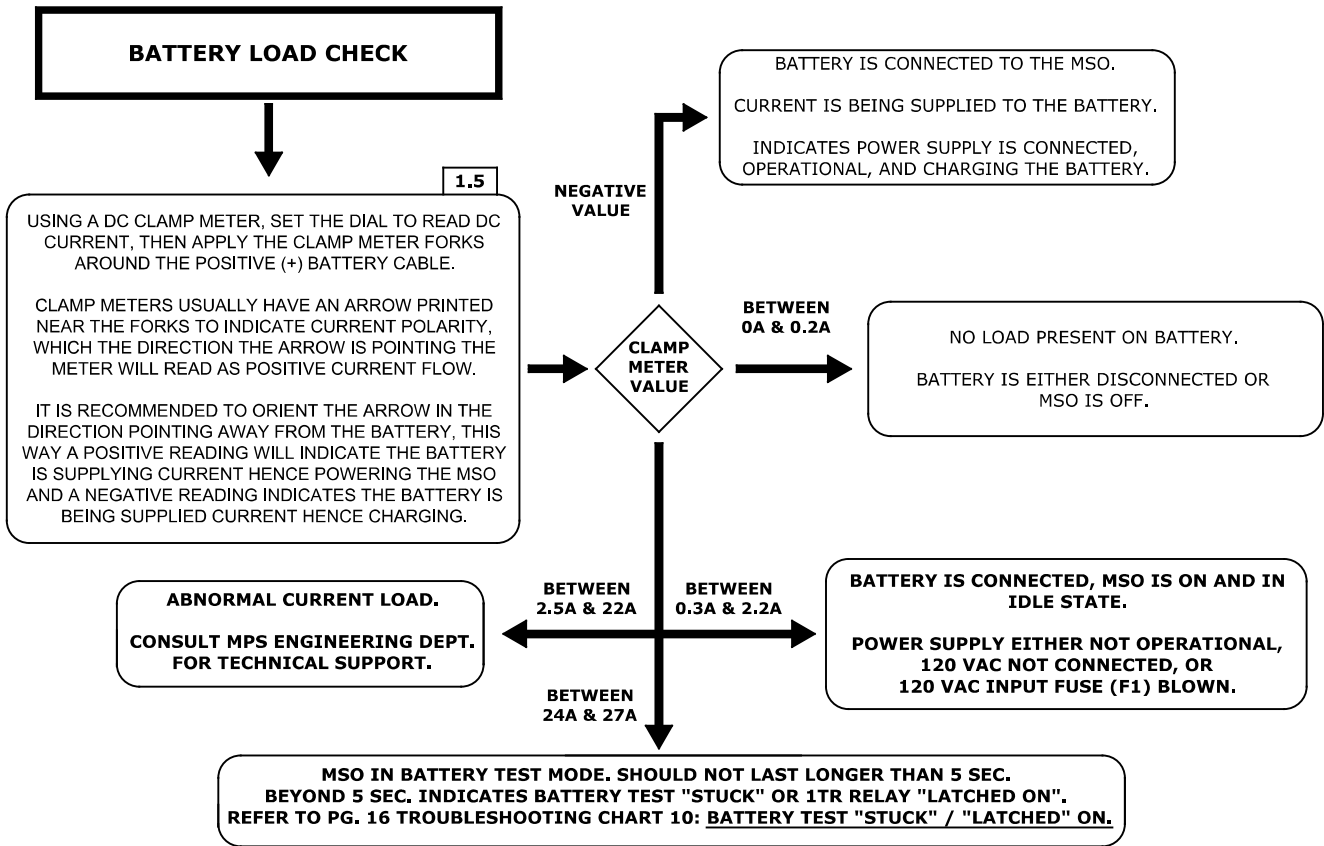 BATTERY LOAD CHECK
1.5
USING A DC CLAMP METER, SET THE DIAL TO READ DC
CURRENT, THEN APPLY THE CLAMP METER FORKS
AROUND THE POSITIVE (+) BATTERY CABLE.
CLAMP METERS USUALLY HAVE AN ARROW PRINTED
NEAR THE FORKS TO INDICATE CURRENT POLARITY,
WHICH THE DIRECTION THE ARROW IS POINTING THE
METER WILL READ AS POSITIVE CURRENT FLOW.
IT IS RECOMMENDED TO ORIENT THE ARROW IN THE
DIRECTION POINTING AWAY FROM THE BATTERY, THIS
WAY A POSITIVE READING WILL INDICATE THE BATTERY
IS SUPPLYING CURRENT HENCE POWERING THE MSO
AND A NEGATIVE READING INDICATES THE BATTERY IS
BEING SUPPLIED CURRENT HENCE CHARGING.
CLAMP
METER
VALUE
NEGATIVE
VALUE
BATTERY IS CONNECTED TO THE MSO.
CURRENT IS BEING SUPPLIED TO THE BATTERY.
INDICATES POWER SUPPLY IS CONNECTED,
OPERATIONAL, AND CHARGING THE BATTERY.
BETWEEN
0A & 0.2A
NO LOAD PRESENT ON BATTERY.
BATTERY IS EITHER DISCONNECTED OR
MSO IS OFF.
BETWEEN
2.5A & 22A
ABNORMAL CURRENT LOAD.
CONSULT MPS ENGINEERING DEPT.
FOR TECHNICAL SUPPORT.
BETWEEN
0.3A & 2.2A
BATTERY IS CONNECTED, MSO IS ON AND IN
IDLE STATE.
POWER SUPPLY EITHER NOT OPERATIONAL,
120 VAC NOT CONNECTED, OR
120 VAC INPUT FUSE (F1) BLOWN.
BETWEEN
24A & 27A
MSO IN BATTERY TEST MODE. SHOULD NOT LAST LONGER THAN 5 SEC.
BEYOND 5 SEC. INDICATES BATTERY TEST "STUCK" OR 1TR RELAY "LATCHED ON".
REFER TO PG. 16 TROUBLESHOOTING CHART 10: BATTERY TEST "STUCK" / "LATCHED" ON.